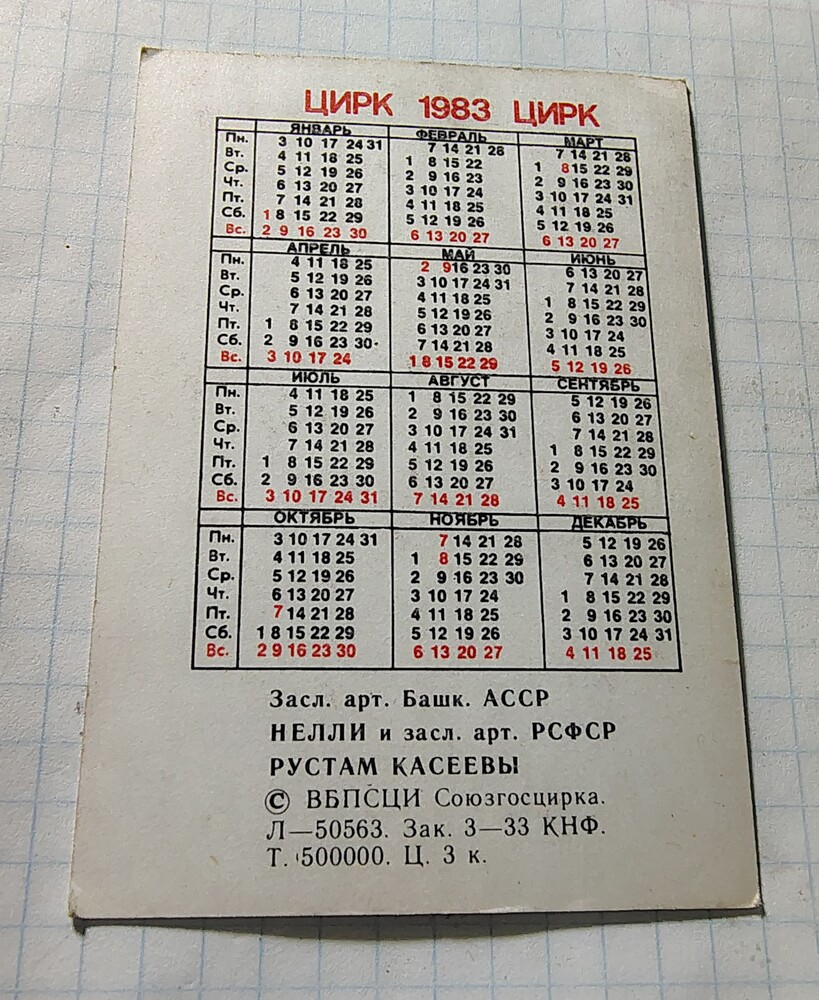 ЦИРК 1983 ЦИРК
ЯНВАРЬ ФЕВРАЛЬ МАРТ
Пн. 3 10 17 24 31 7 14 21 28 7 14 21 28
Вт. 4 11 18 25 1 8 15 22 1 8 15 22 29
Ср. 5 12 19 26 2 9 16 23 2 9 16 23 30
Чт. 6 13 20 27 3 10 17 24 3 10 17 24 31
Пт. 7 14 21 28 4 11 18 25 4 11 18 25
Сб. 1 8 15 22 29 5 12 19 26 5 12 19 26
Вс. 2 9 16 23 30 6 13 20 27 6 13 20 27
АПРЕЛЬ МАЙ ИЮНЬ
Пн. 4 11 18 25 2 9 16 23 30 6 13 20 27
Вт. 5 12 19 26 3 10 17 24 31 7 14 21 28
Ср. 6 13 20 27 4 11 18 25 1 8 15 22 29
Чт. 7 14 21 28 5 12 19 26 2 9 16 23 30
Пт. 1 8 15 22 29 6 13 20 27 3 10 17 24
Сб. 2 9 16 23 30 7 14 21 28 4 11 18 25
Вс. 3 10 17 24 1 8 15 22 29 5 12 19 26
ИЮЛЬ АВГУСТ СЕНТЯБРЬ
Пн. 4 11 18 25 1 8 15 22 29 5 12 19 26
Вт. 5 12 19 26 2 9 16 23 30 6 13 20 27
Ср. 6 13 20 27 3 10 17 24 31 7 14 21 28
Чт. 7 14 21 28 4 11 18 25 1 8 15 22 29
Пт. 1 8 15 22 29 5 12 19 26 2 9 16 23 30
Сб. 2 9 16 23 30 6 13 20 27 3 10 17 24
Вс. 3 10 17 24 31 7 14 21 28 4 11 18 25
ОКТЯБРЬ НОЯБРЬ ДЕКАБРЬ
Пн. 3 10 17 24 31 7 14 21 28 5 12 19 26
Вт. 4 11 18 25 1 8 15 22 29 6 13 20 27
Ср. 5 12 19 26 2 9 16 23 30 7 14 21 28
Чт. 6 13 20 27 3 10 17 24 1 8 15 22 29
Пт. 7 14 21 28 4 11 18 25 2 9 16 23 30
Сб. 1 8 15 22 29 5 12 19 26 3 10 17 24 31
Вс. 2 9 16 23 30 6 13 20 27 4 11 18 25
Засл. арт. Башк. АССР
НЕЛЛИ и засл. арт. РСФСР
РУСТАМ КАСЕЕВЫ
© ВБПСЦИ Союзгосцирка.
Л—50563. Зак. 3—33 КНФ.
Т. 500000. Ц. 3 к.